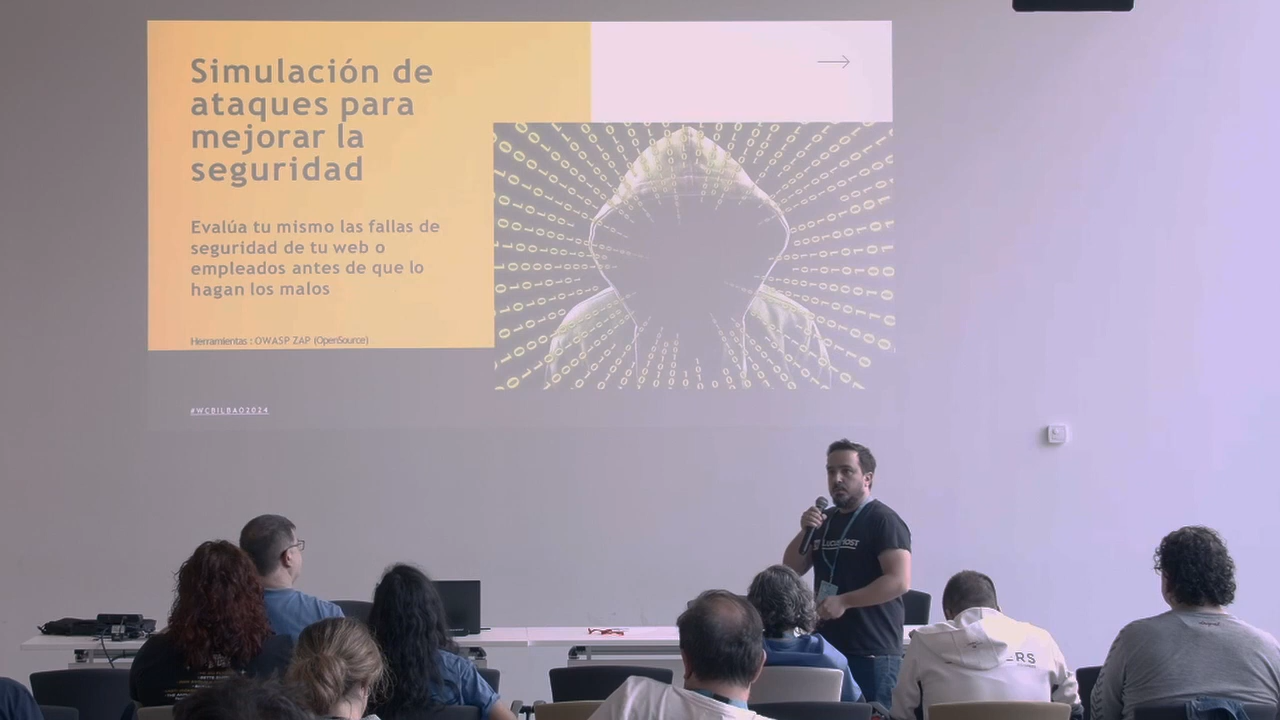 Simulación de
ataques para
mejorar la
seguridad
Evalúa tu mismo las fallas de
seguridad de tu web o
empleados antes de que lo
hagan los malos
Herramientas : OWASP ZAP (OpenSource)
#WCBILBAO2024